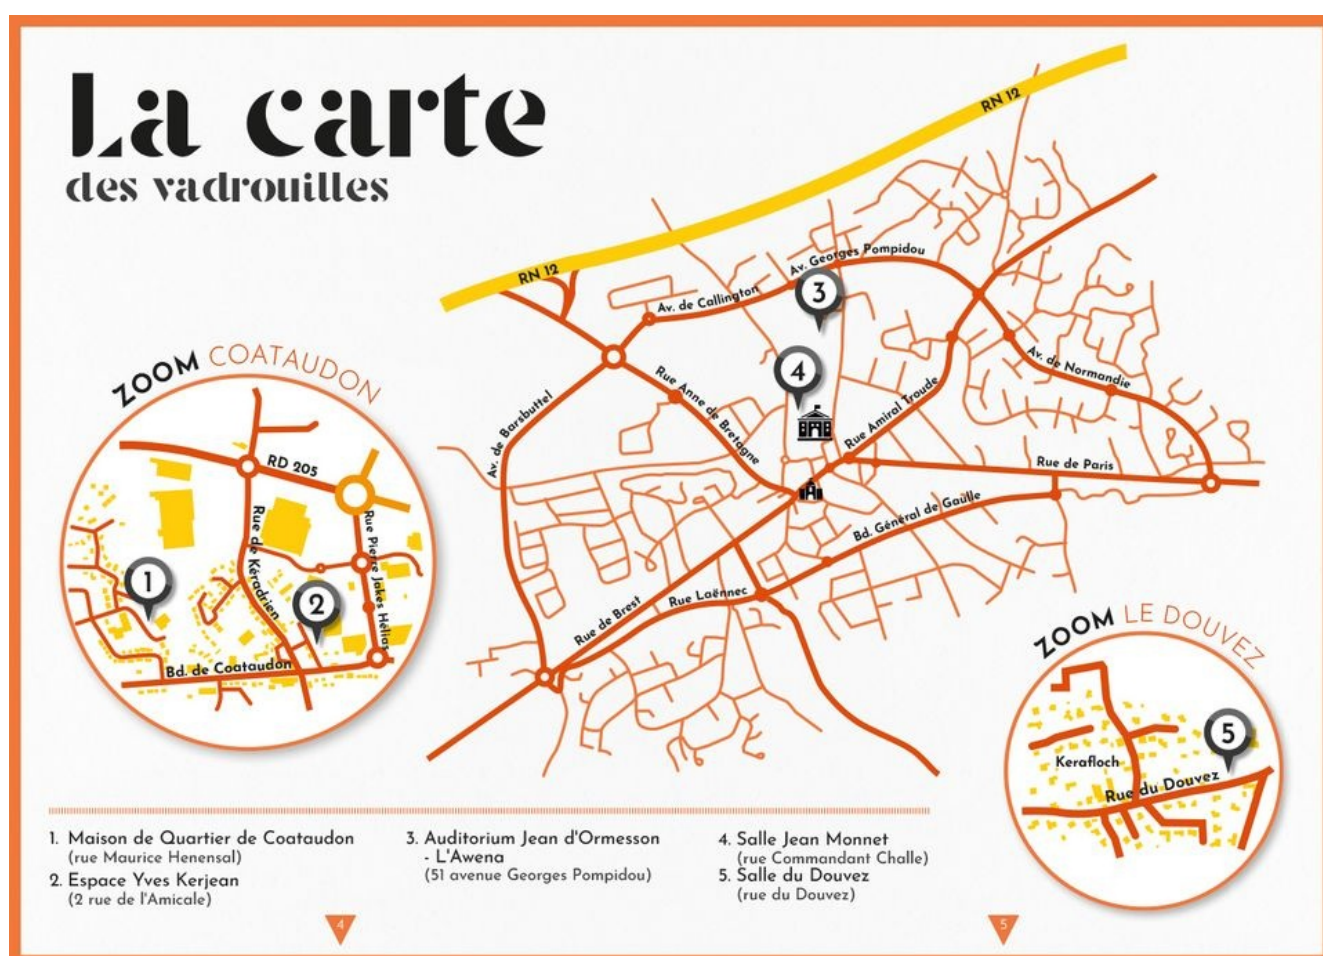 La carte
des vadrouilles
RN 12
RN 12
Av. Georges Pompidou
Av. de Callington
3
4
Rue Anne de Bretagne
Av. de Barsbuttel
Rue Amiral Troude
Av. de Normandie
Rue de Paris
Bd. Général de Gaulle
Rue Laënnec
Rue de Brest
ZOOM COATAUDON
RD 205
Rue de Kéradrien
Rue Pierre Jakes Hélias
1
2
Bd. de Coataudon
ZOOM LE DOUVEZ
5
Kerafloch
Rue du Douvez
1. Maison de Quartier de Coataudon
(rue Maurice Henensal)
2. Espace Yves Kerjean
(2 rue de l'Amicale)
3. Auditorium Jean d'Ormesson
- L'Awena
(51 avenue Georges Pompidou)
4. Salle Jean Monnet
(rue Commandant Challe)
5. Salle du Douvez
(rue du Douvez)
4
5